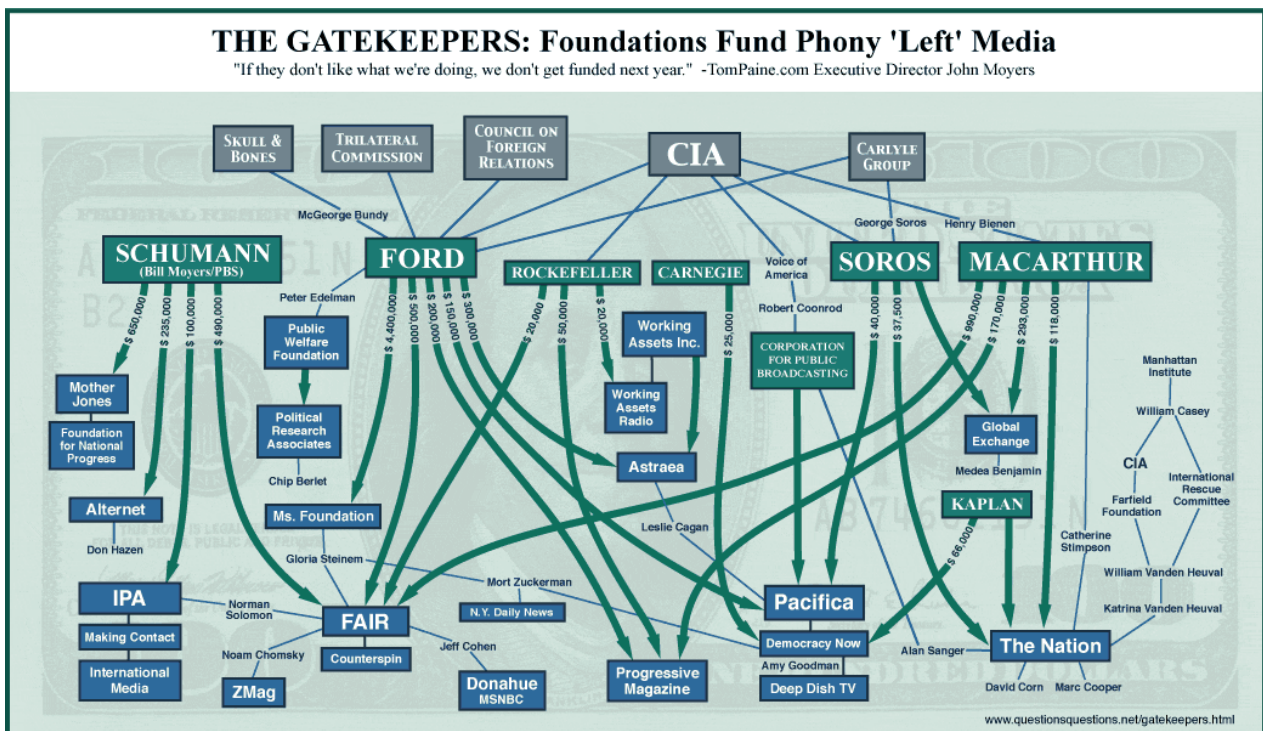 THE GATEKEEPERS: Foundations Fund Phony 'Left' Media
"If they don't like what we're doing, we don't get funded next year." -TomPaine.com Executive Director John Moyers
SKULL &
BONES
TRILATERAL
COMMISSION
COUNCIL ON
FOREIGN
RELATIONS
CIA
CARLYLE
GROUP
McGeorge Bundy
George Soros
Henry Bienen
SCHUMANN
(Bill Moyers/PBS)
FORD
ROCKEFELLER
CARNEGIE
Voice of
America
SOROS
MACARTHUR
$ 650,000
$ 235,000
$ 100,000
$ 490,000
Peter Edelman
$ 4,400,000
$ 500,000
$ 200,000
$ 150,000
$ 300,000
$ 20,000
$ 50,000
$ 20,000
$ 25,000
Robert Coonrod
$ 40,000
$ 37,500
$ 990,000
$ 170,000
$ 293,000
$ 118,000
Public
Welfare
Foundation
Working
Assets Inc.
CORPORATION
FOR PUBLIC
BROADCASTING
Manhattan
Institute
Mother
Jones
Working
Assets
Radio
William Casey
Foundation
for National
Progress
Political
Research
Associates
Global
Exchange
Astraea
Medea Benjamin
CIA
Chip Berlet
International
Rescue
Committee
KAPLAN
Farfield
Foundation
Alternet
Ms. Foundation
Leslie Cagan
$ 66,000
Catherine
Stimpson
Don Hazen
Gloria Steinem
Mort Zuckerman
William Vanden Heuval
IPA
Norman
Solomon
N.Y. Daily News
Pacifica
Katrina Vanden Heuval
FAIR
Making Contact
Democracy Now
Jeff Cohen
Alan Sanger
The Nation
Noam Chomsky
Counterspin
Amy Goodman
International
Media
ZMag
Donahue
MSNBC
Progressive
Magazine
Deep Dish TV
David Corn
Marc Cooper
www.questionsquestions.net/gatekeepers.html